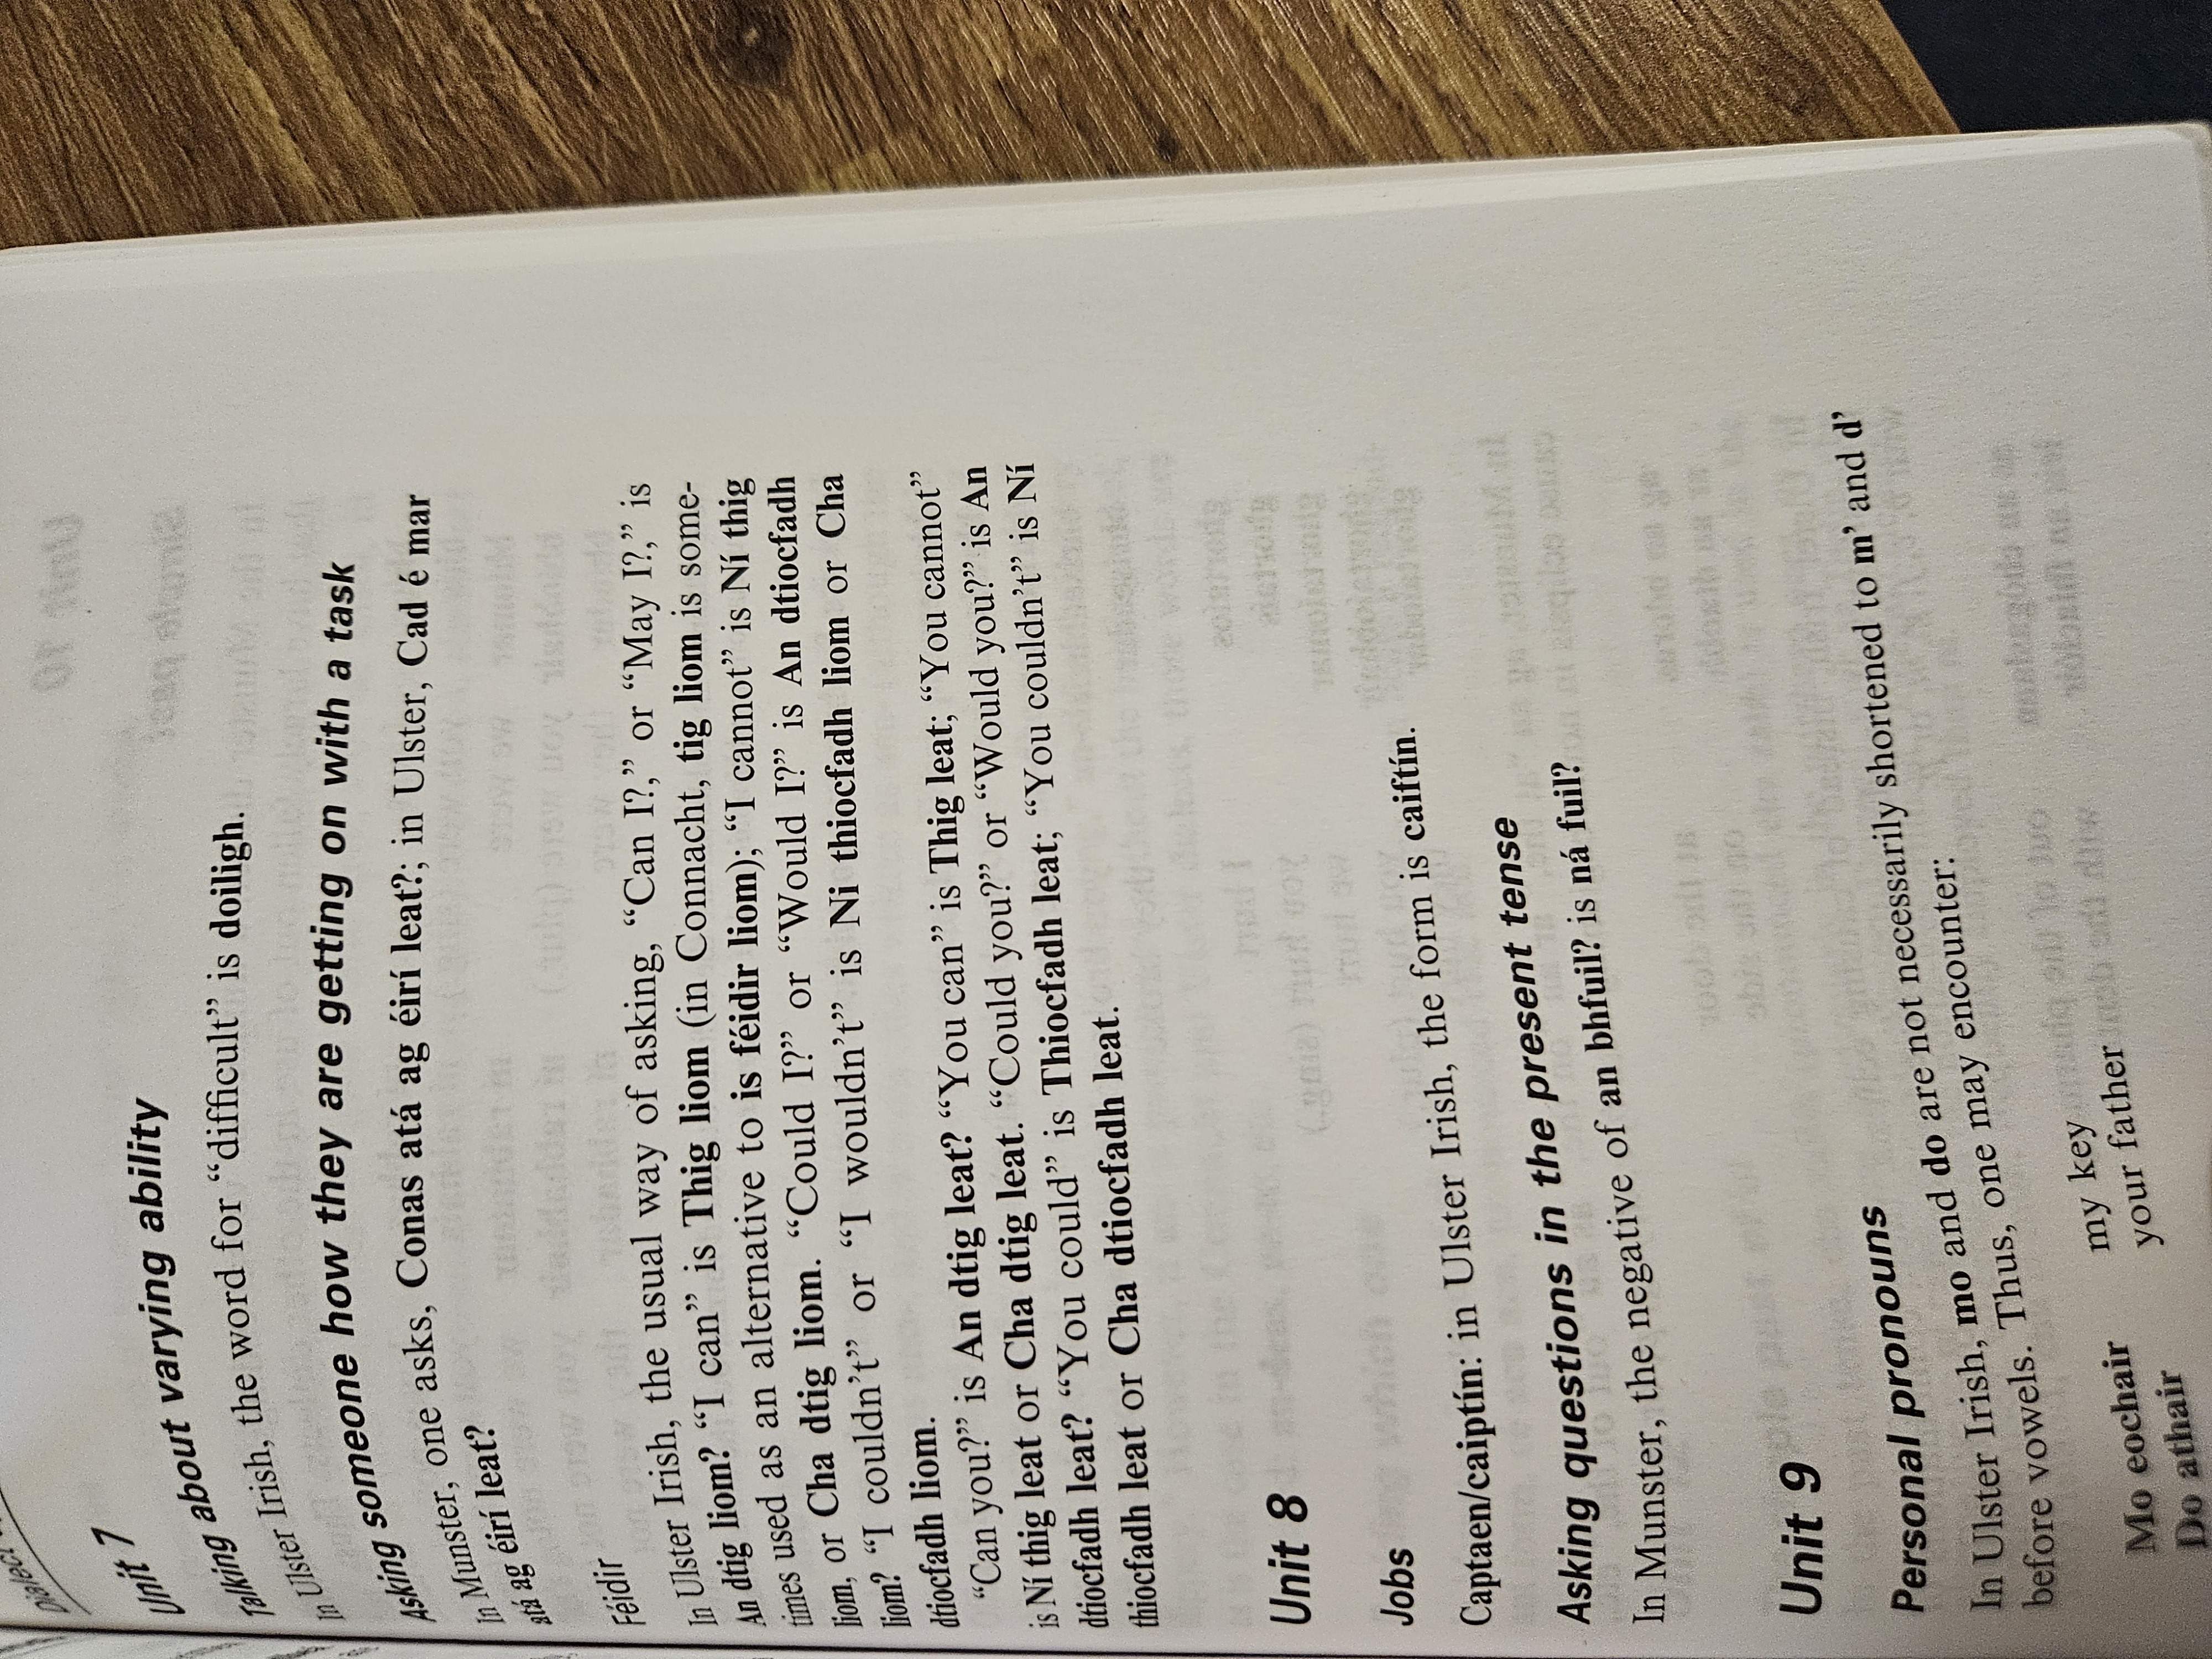 Dialect
Unit 7
Talking about varying ability
In Ulster Irish, the word for “difficult” is doiligh.
Asking someone how they are getting on with a task
In Munster, one asks, Conas atá ag éirí leat?; in Ulster, Cad é mar
atá ag éirí leat?
Féidir
In Ulster Irish, the usual way of asking, “Can I?,” or “May I?,” is
An dtig liom? “I can” is Thig liom (in Connacht, tig liom is some-
times used as an alternative to is féidir liom); “I cannot” is Ní thig
liom, or Cha dtig liom. “Could I?” or “Would I?” is An dtiocfadh
liom? “I couldn’t” or “I wouldn’t” is Ni thiocfadh liom or Cha
dtiocfadh liom.
“Can you?” is An dtig leat? “You can” is Thig leat; “You cannot”
is Ní thig leat or Cha dtig leat. “Could you?” or “Would you?” is An
dtiocfadh leat? “You could” is Thiocfadh leat; “You couldn’t” is Ní
thiocfadh leat or Cha dtiocfadh leat.
Unit 8
Jobs
Captaen/caiptín: in Ulster Irish, the form is caiftín.
Asking questions in the present tense
In Munster, the negative of an bhfuil? is ná fuil?
Unit 9
Personal pronouns
In Ulster Irish, mo and do are not necessarily shortened to m’ and d’
before vowels. Thus, one may encounter:
Mo eochair my key
Do athair your father